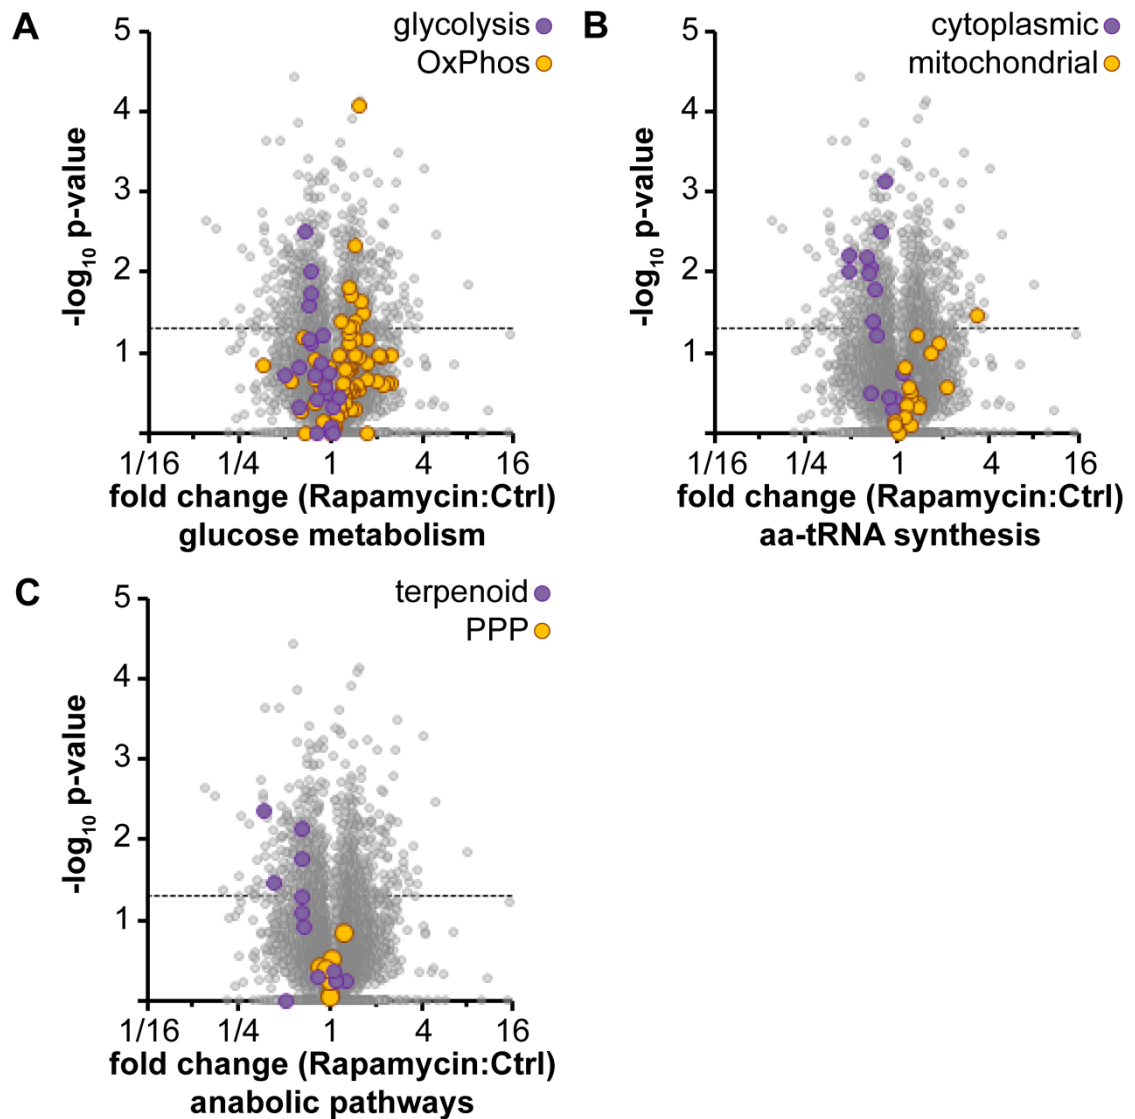 A
glycolysis
OxPhos
5
4
3
2
1
-log10 p-value
1/16
1/4
1
4
16
fold change (Rapamycin:Ctrl)
glucose metabolism
B
cytoplasmic
mitochondrial
5
4
3
2
1
-log10 p-value
1/16
1/4
1
4
16
fold change (Rapamycin:Ctrl)
aa-tRNA synthesis
C
terpenoid
PPP
5
4
3
2
1
-log10 p-value
1/16
1/4
1
4
16
fold change (Rapamycin:Ctrl)
anabolic pathways